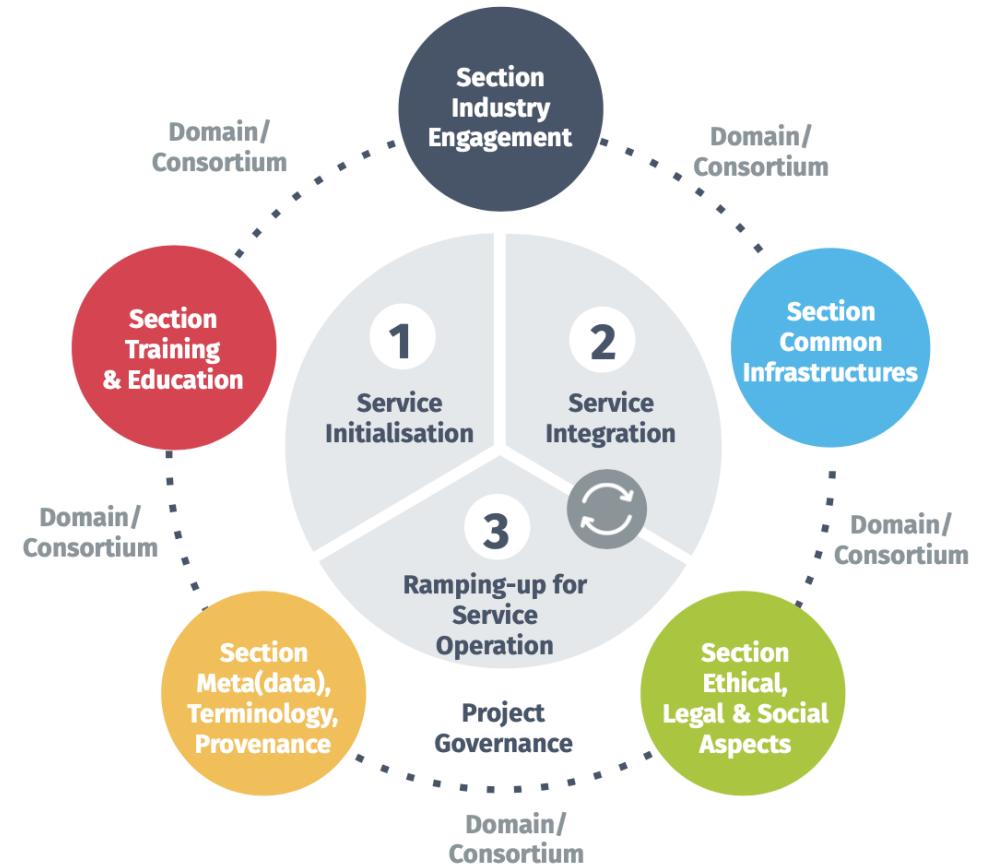 Section
Industry
Engagement
Domain/
Consortium
Domain/
Consortium
Section
Training
& Education
Section
Common
Infrastructures
1
Service
Initialisation
2
Service
Integration
3
Ramping-up for
Service
Operation
Domain/
Consortium
Domain/
Consortium
Section
Meta(data),
Terminology,
Provenance
Section
Ethical,
Legal & Social
Aspects
Project
Governance
Domain/
Consortium